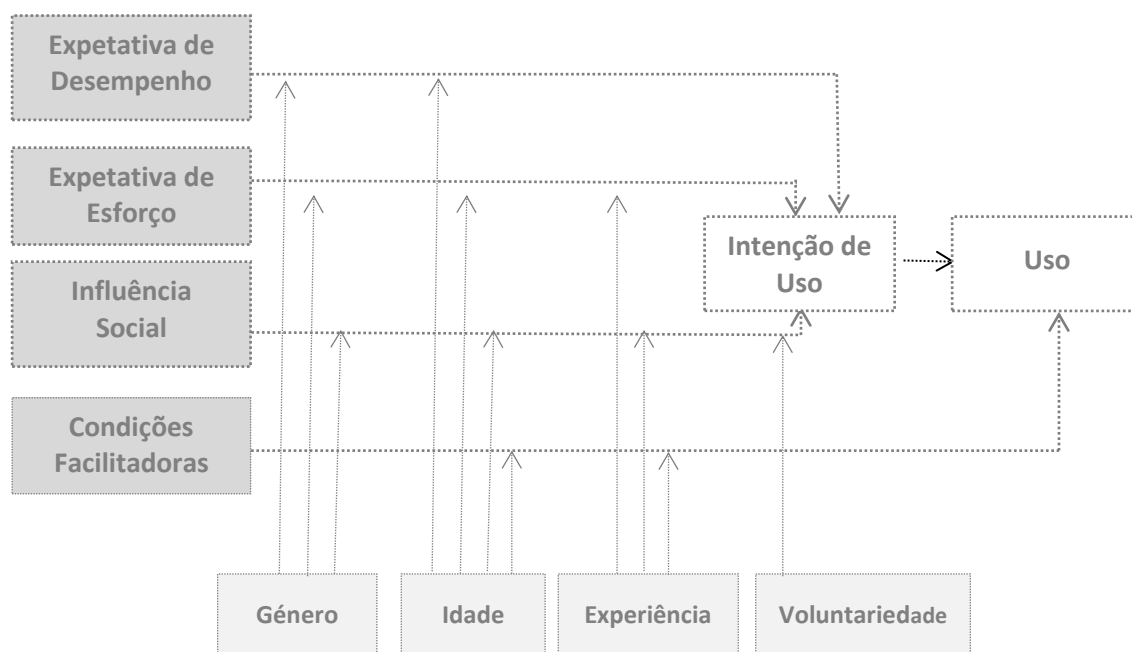 Expetativa de
Desempenho
Expetativa de
Esforço
Intenção de
Uso
Uso
Influência
Social
Condições
Facilitadoras
Género
Idade
Experiência
Voluntariedade